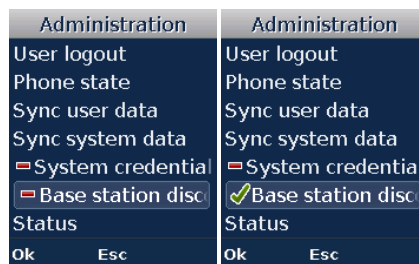 Administration
User logout
Phone state
Sync user data
Sync system data
System credential
Base station disc
Status
Ok Esc
Administration
User logout
Phone state
Sync user data
Sync system data
System credentia
Base station disc
Status
Ok Esc